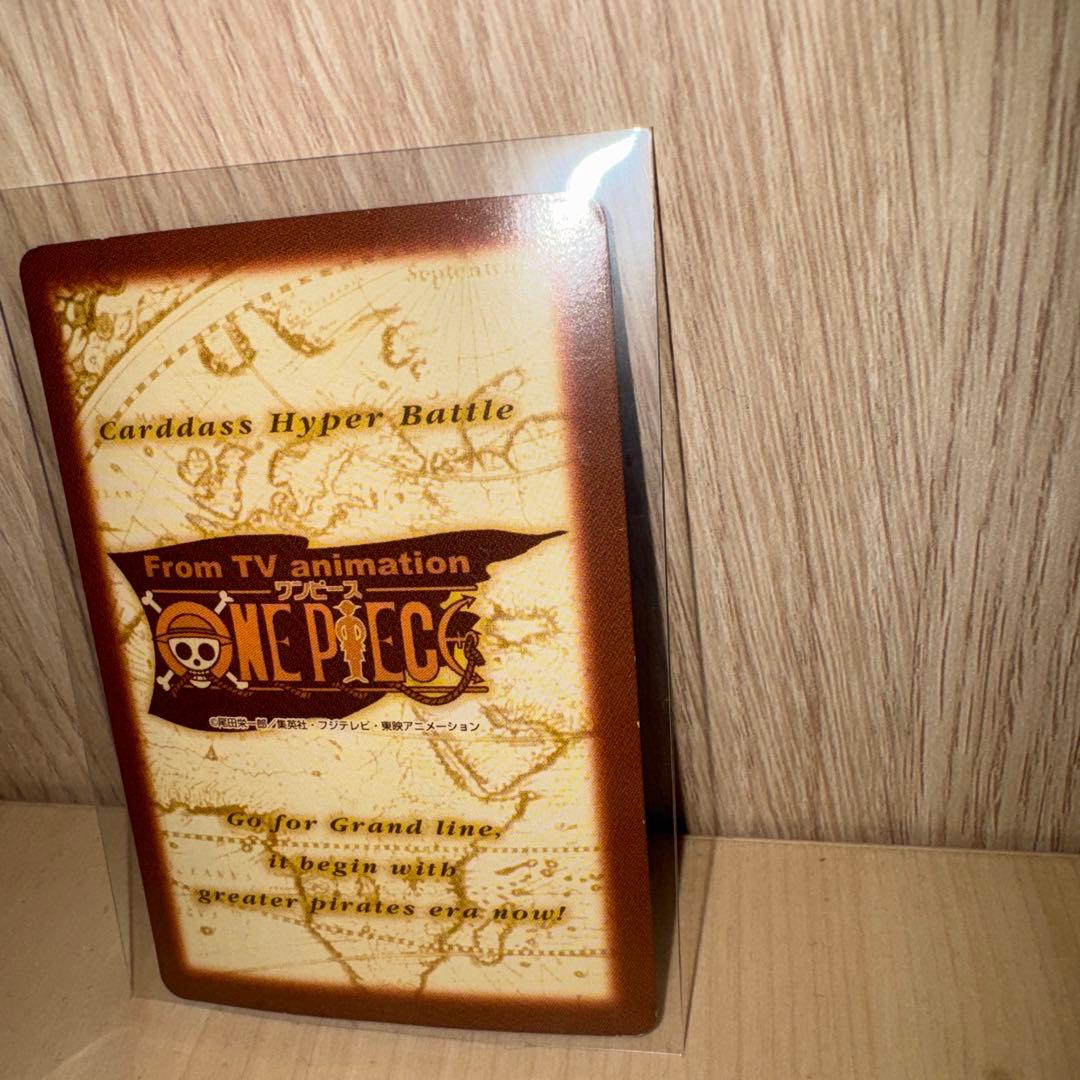 Septentri
Carddass Hyper Battle
From TV animation
ワンピース
ONE PIECE
©尾田栄一郎／集英社・フジテレビ・東映アニメーション
Go for Grand line,
it begin with
greater pirates era now!